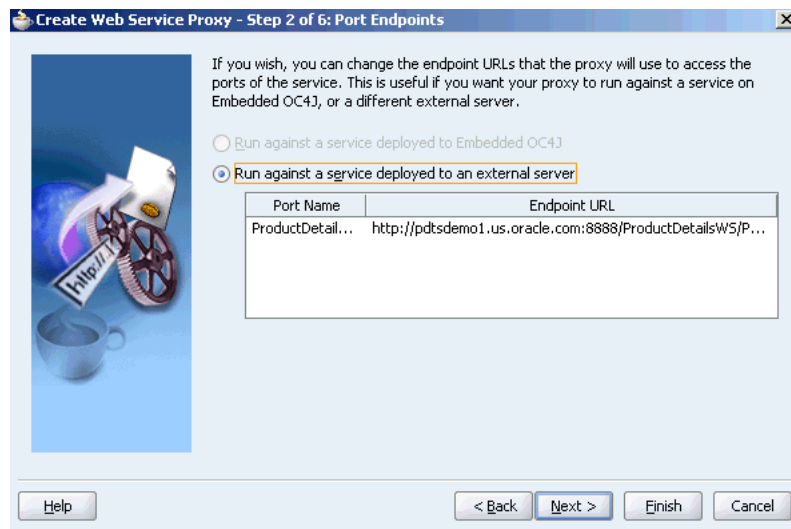 Create Web Service Proxy - Step 2 of 6: Port Endpoints
If you wish, you can change the endpoint URLs that the proxy will use to access the
ports of the service. This is useful if you want your proxy to run against a service on
Embedded OC4J, or a different external server.
Run against a service deployed to Embedded OC4J
Run against a service deployed to an external server
Port Name Endpoint URL
ProductDetail... http://pdtsdemo1.us.oracle.com:8888/ProductDetailsWS/P...
http://
Help < Back Next > Finish Cancel